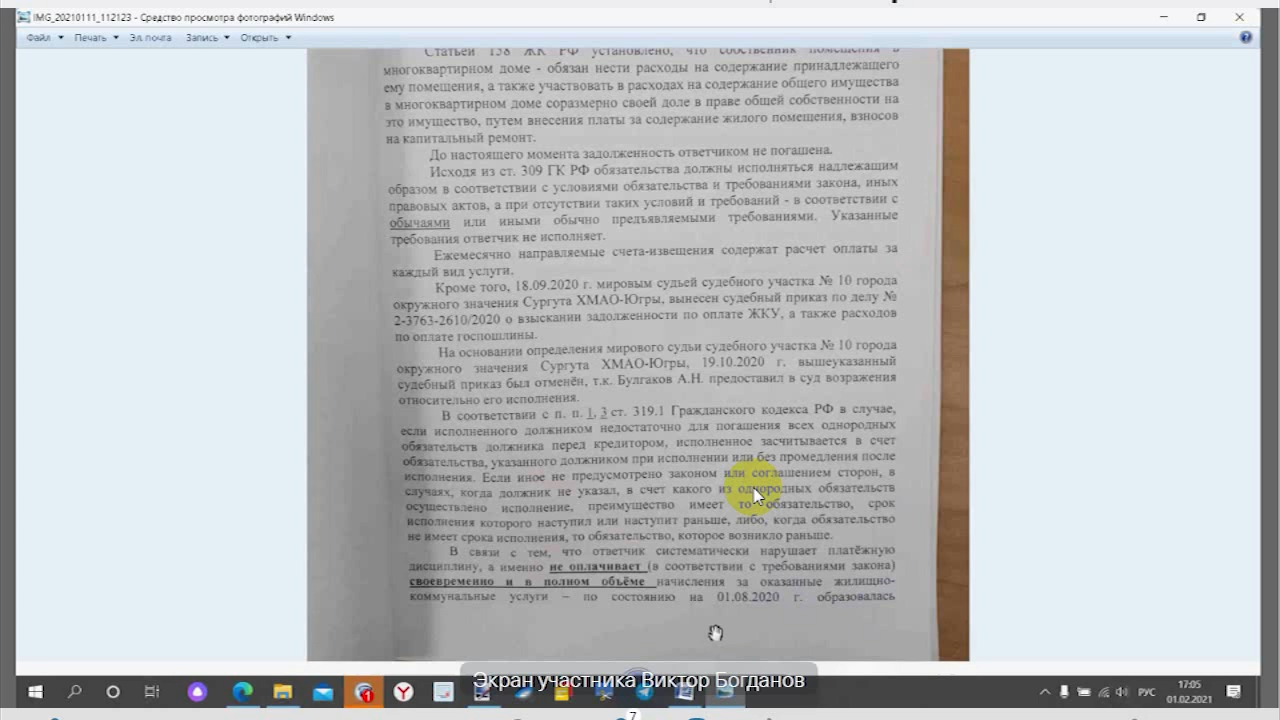 IMG_20210111_112123 - Средство просмотра фотографий Windows
Файл Печать Эл. почта Запись Открыть
Статьей 158 ЖК РФ установлено, что собственник помещения в
многоквартирном доме - обязан нести расходы на содержание принадлежащего
ему помещения, а также участвовать в расходах на содержание общего имущества
в многоквартирном доме соразмерно своей доле в праве общей собственности на
это имущество, путем внесения платы за содержание жилого помещения, взносов
на капитальный ремонт.
До настоящего момента задолженность ответчиком не погашена.
Исходя из ст. 309 ГК РФ обязательства должны исполняться надлежащим
образом в соответствии с условиями обязательства и требованиями закона, иных
правовых актов, а при отсутствии таких условий и требований - в соответствии с
обычаями или иными обычно предъявляемыми требованиями. Указанные
требования ответчик не исполняет.
Ежемесячно направляемые счета-извещения содержат расчет оплаты за
каждый вид услуги.
Кроме того, 18.09.2020 г. мировым судьей судебного участка № 10 города
окружного значения Сургута ХМАО-Югры, вынесен судебный приказ по делу №
2-3763-2610/2020 о взыскании задолженности по оплате ЖКУ, а также расходов
по оплате госпошлины.
На основании определения мирового судьи судебного участка № 10 города
окружного значения Сургута ХМАО-Югры, 19.10.2020 г. вышеуказанный
судебный приказ был отменён, т.к. Булгаков А.Н. предоставил в суд возражения
относительно его исполнения.
В соответствии с п. п. 1, 3 ст. 319.1 Гражданского кодекса РФ в случае,
если исполненного должником недостаточно для погашения всех однородных
обязательств должника перед кредитором, исполненное засчитывается в счет
обязательства, указанного должником при исполнении или без промедления после
исполнения. Если иное не предусмотрено законом или соглашением сторон, в
случаях, когда должник не указал, в счет какого из однородных обязательств
осуществлено исполнение, преимущество имеет то обязательство, срок
исполнения которого наступил или наступит раньше, либо, когда обязательство
не имеет срока исполнения, то обязательство, которое возникло раньше.
В связи с тем, что ответчик систематически нарушает платёжную
дисциплину, а именно не оплачивает (в соответствии с требованиями закона)
своевременно и в полном объёме начисления за оказанные жилищно-
коммунальные услуги – по состоянию на 01.08.2020 г. образовалась
Экран участника Виктор Богданов
РУС
17:05
01.02.2021
7